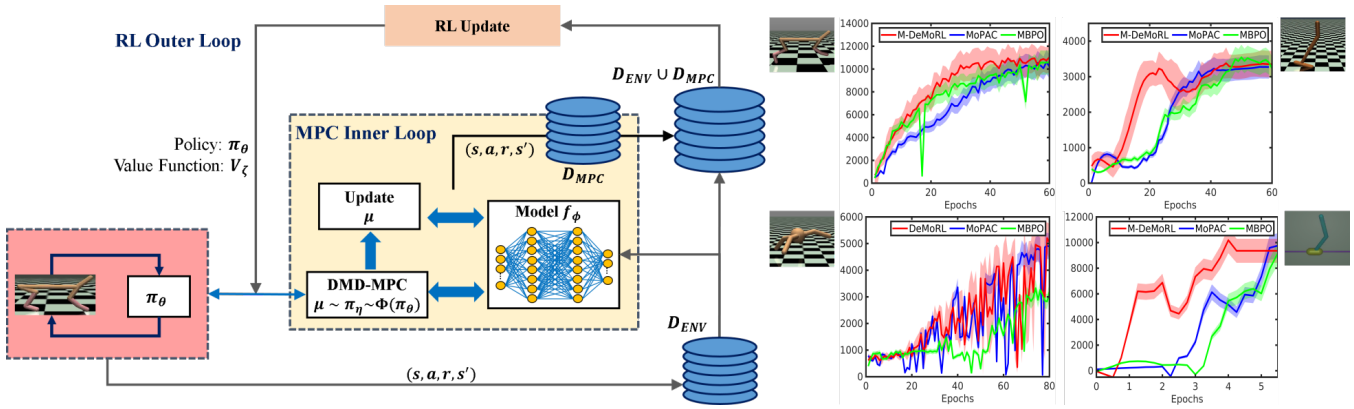 RL Outer Loop
RL Update
D_ENV ∪ D_MPC
MPC Inner Loop
Policy: π_θ
Value Function: V_ζ
(s, a, r, s′)
D_MPC
Update
μ
Model f_ϕ
DMD-MPC
μ ~ π_η~Φ(π_θ)
π_θ
D_ENV
(s, a, r, s′)
M-DeMoRL MoPAC MBPO
14000
12000
10000
8000
6000
4000
2000
0
0 20 40 60
Epochs
M-DeMoRL MoPAC MBPO
4000
3000
2000
1000
0
0 20 40 60
Epochs
DeMoRL MoPAC MBPO
6000
5000
4000
3000
2000
1000
0
0 20 40 60 80
Epochs
M-DeMoRL MoPAC MBPO
12000
10000
8000
6000
4000
2000
0
0 1 2 3 4 5
Epochs